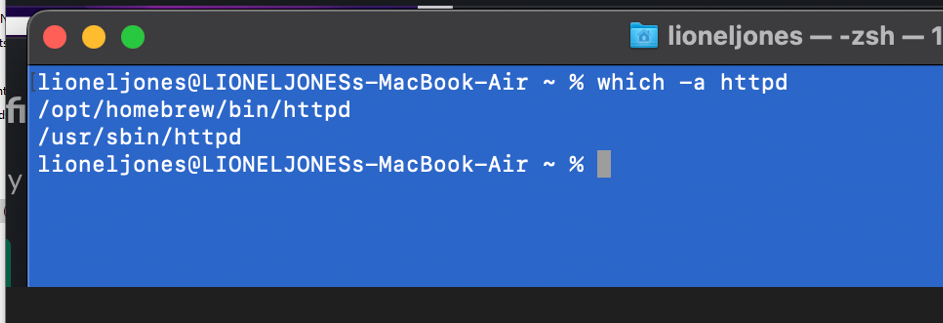 lioneljones — -zsh — 1
lioneljones@LIONELJONESs-MacBook-Air ~ % which -a httpd
/opt/homebrew/bin/httpd
/usr/sbin/httpd
lioneljones@LIONELJONESs-MacBook-Air ~ %
fi
y